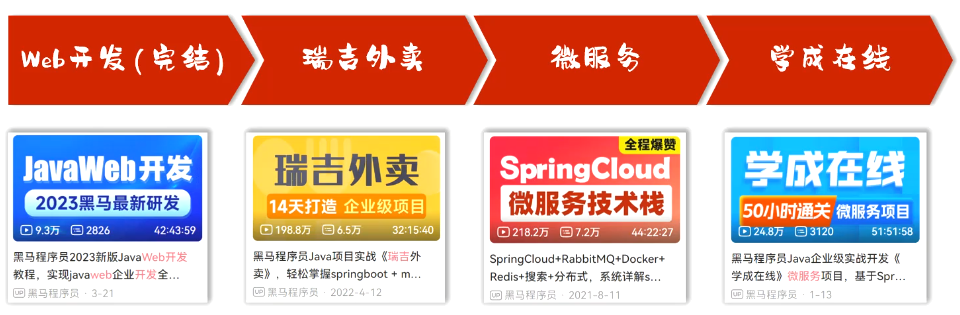 Web开发(完结)
瑞吉外卖
微服务
学成在线
JavaWeb开发
2023黑马最新研发
9.3万 2826 42:43:59
黑马程序员2023新版JavaWeb开发
教程，实现javaweb企业开发全...
UP 黑马程序员 · 3-21
瑞吉外卖
14天打造 企业级项目
198.8万 6.5万 32:15:40
黑马程序员Java项目实战《瑞吉外
卖》，轻松掌握springboot + m...
UP 黑马程序员 · 2022-4-12
全程爆赞
SpringCloud
微服务技术栈
218.2万 7.2万 44:22:27
SpringCloud+RabbitMQ+Docker+
Redis+搜索+分布式，系统详解s...
UP 黑马程序员 · 2021-8-11
学成在线
50小时通关 微服务项目
24.8万 3120 51:51:58
黑马程序员Java企业级实战开发《
学成在线》微服务项目，基于Spr...
UP 黑马程序员 · 1-13